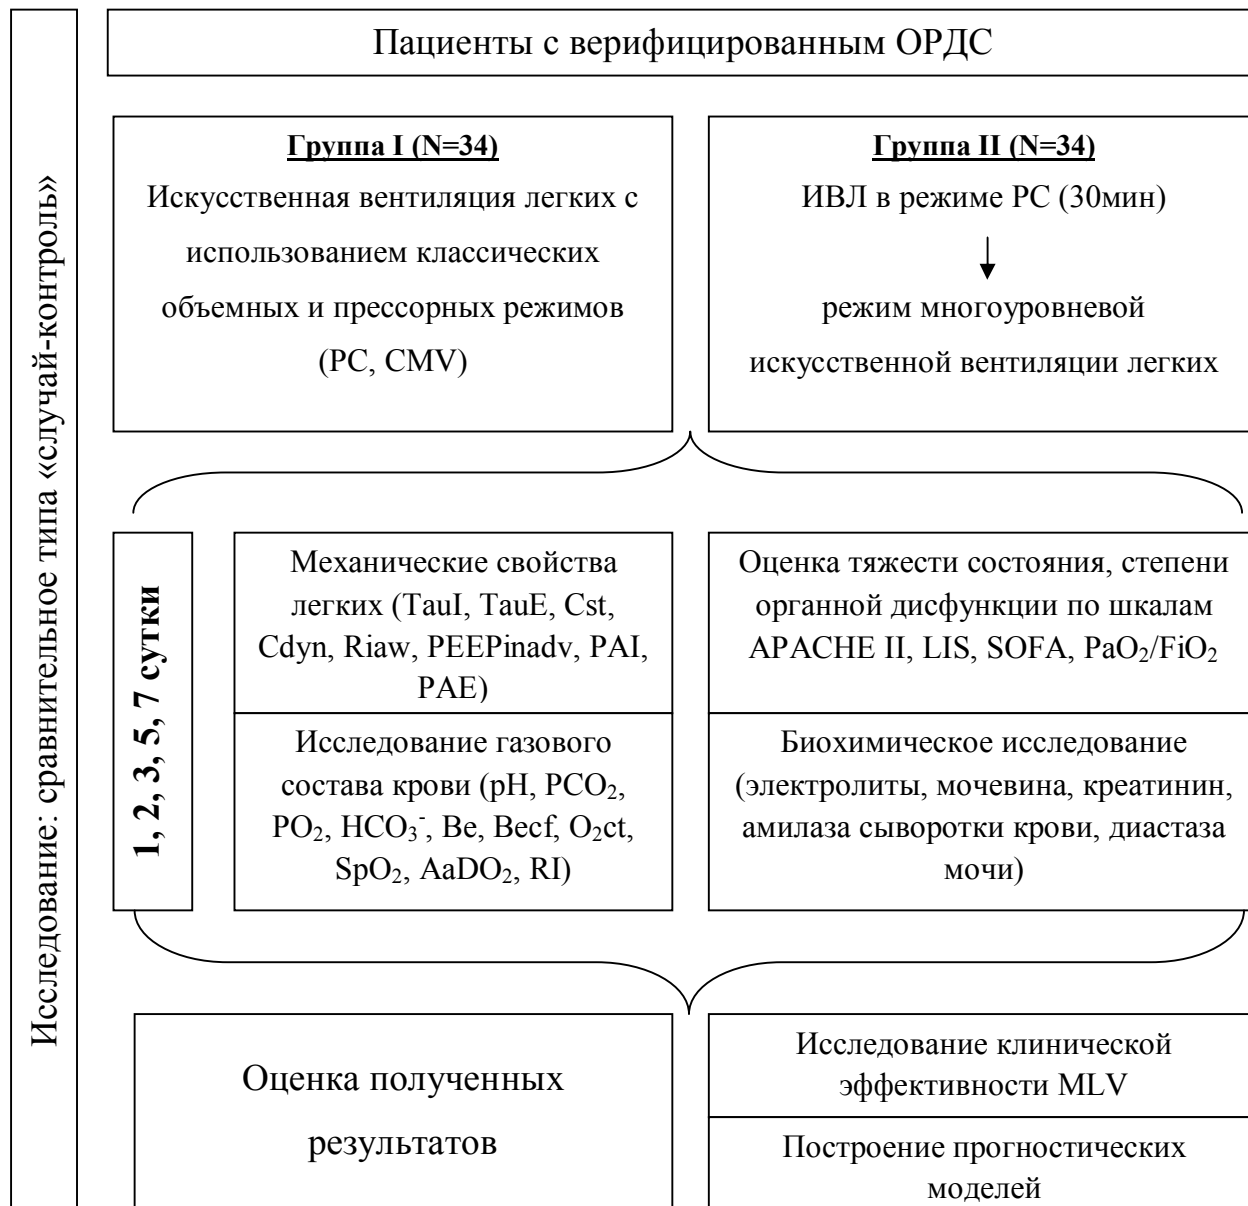 Исследование: сравнительное типа «случай-контроль»
Пациенты с верифицированным ОРДС
Группа I (N=34)
Искусственная вентиляция легких с
использованием классических
объемных и прессорных режимов
(PC, CMV)
Группа II (N=34)
ИВЛ в режиме PC (30мин)
режим многоуровневой
искусственной вентиляции легких
1, 2, 3, 5, 7 сутки
Механические свойства
легких (TauI, TauE, Cst,
Cdyn, Riaw, PEEPinadv, PAI,
PAE)
Оценка тяжести состояния, степени
органной дисфункции по шкалам
APACHE II, LIS, SOFA, PaO₂/FiO₂
Исследование газового
состава крови (pH, PCO₂,
PO₂, HCO₃⁻, Be, Becf, O₂ct,
SpO₂, AaDO₂, RI)
Биохимическое исследование
(электролиты, мочевина, креатинин,
амилаза сыворотки крови, диастаза
мочи)
Оценка полученных
результатов
Исследование клинической
эффективности MLV
Построение прогностических
моделей